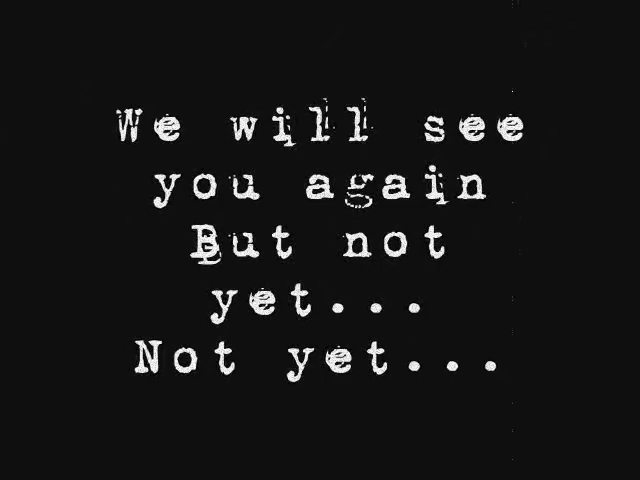 We will see
you again
But not
yet...
Not yet...